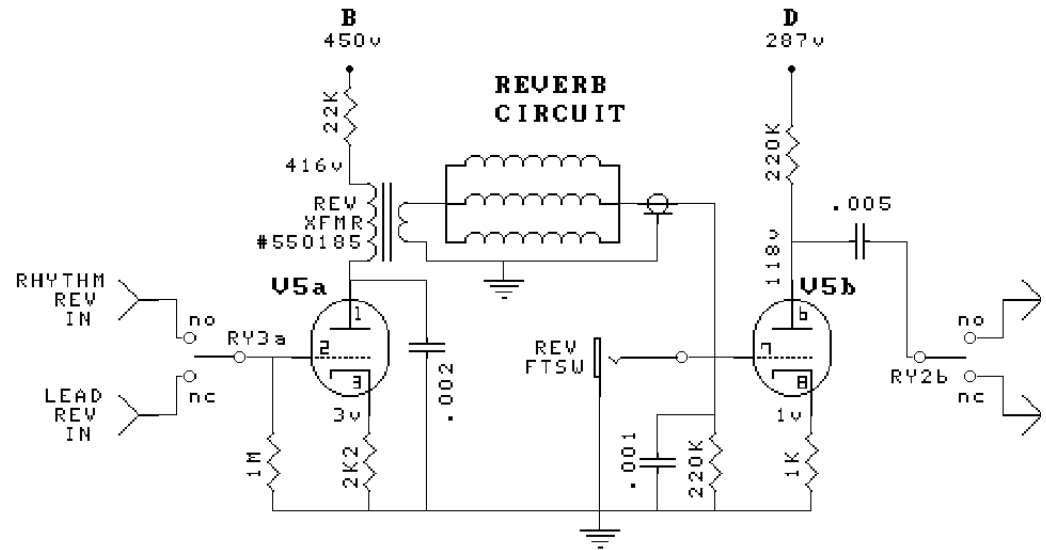 B
450v
D
287v
REVERB
CIRCUIT
22K
220K
416v
REV
XFMR
#550185
.005
118v
RHYTHM
REV
IN
V5a
V5b
no
RY3a
nc
1
2
3
6
7
8
REV
FTSW
no
RY2b
nc
LEAD
REV
IN
3v
1v
.002
1M
2K2
.001
220K
1K